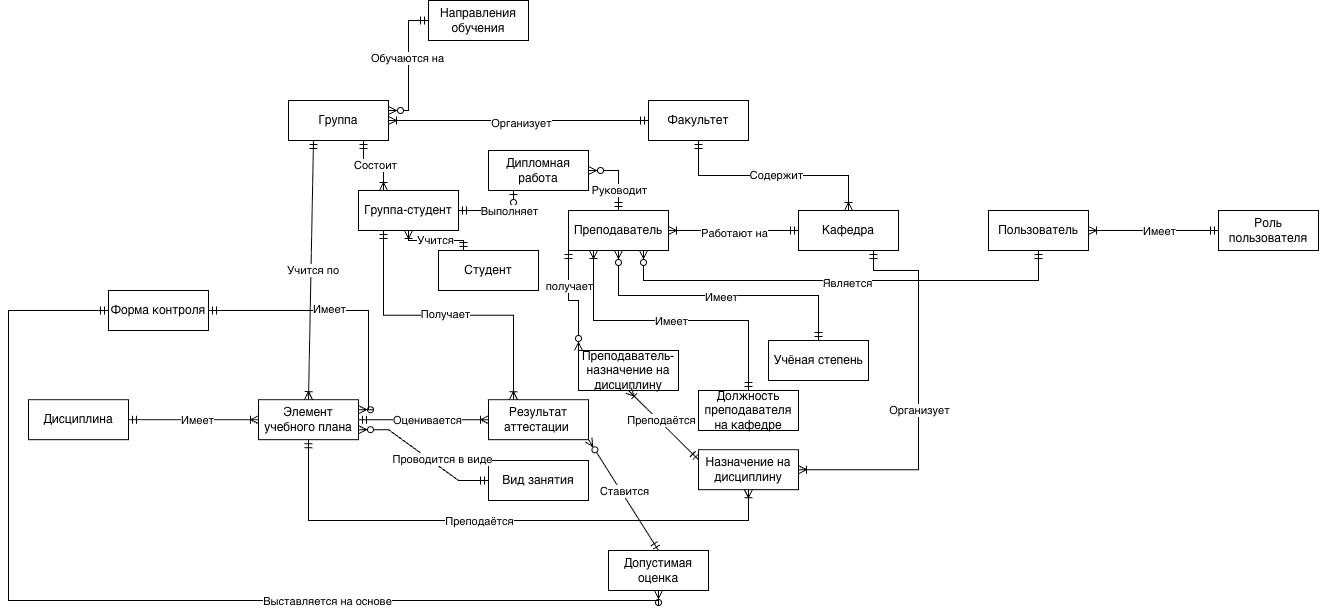 Направления
обучения
Обучаются на
Группа
Организует
Факультет
Состоит
Дипломная
работа
Руководит
Содержит
Группа-студент
Выполняет
Преподаватель
Работают на
Кафедра
Пользователь
Имеет
Роль
пользователя
Учится
Студент
Учится по
получает
Является
Имеет
Форма контроля
Имеет
Получает
Имеет
Учёная степень
Преподаватель-
назначение на
дисциплину
Должность
преподавателя
на кафедре
Организует
Дисциплина
Имеет
Элемент
учебного плана
Оценивается
Результат
аттестации
Преподаётся
Проводится в виде
Вид занятия
Назначение на
дисциплину
Ставится
Преподаётся
Допустимая
оценка
Выставляется на основе